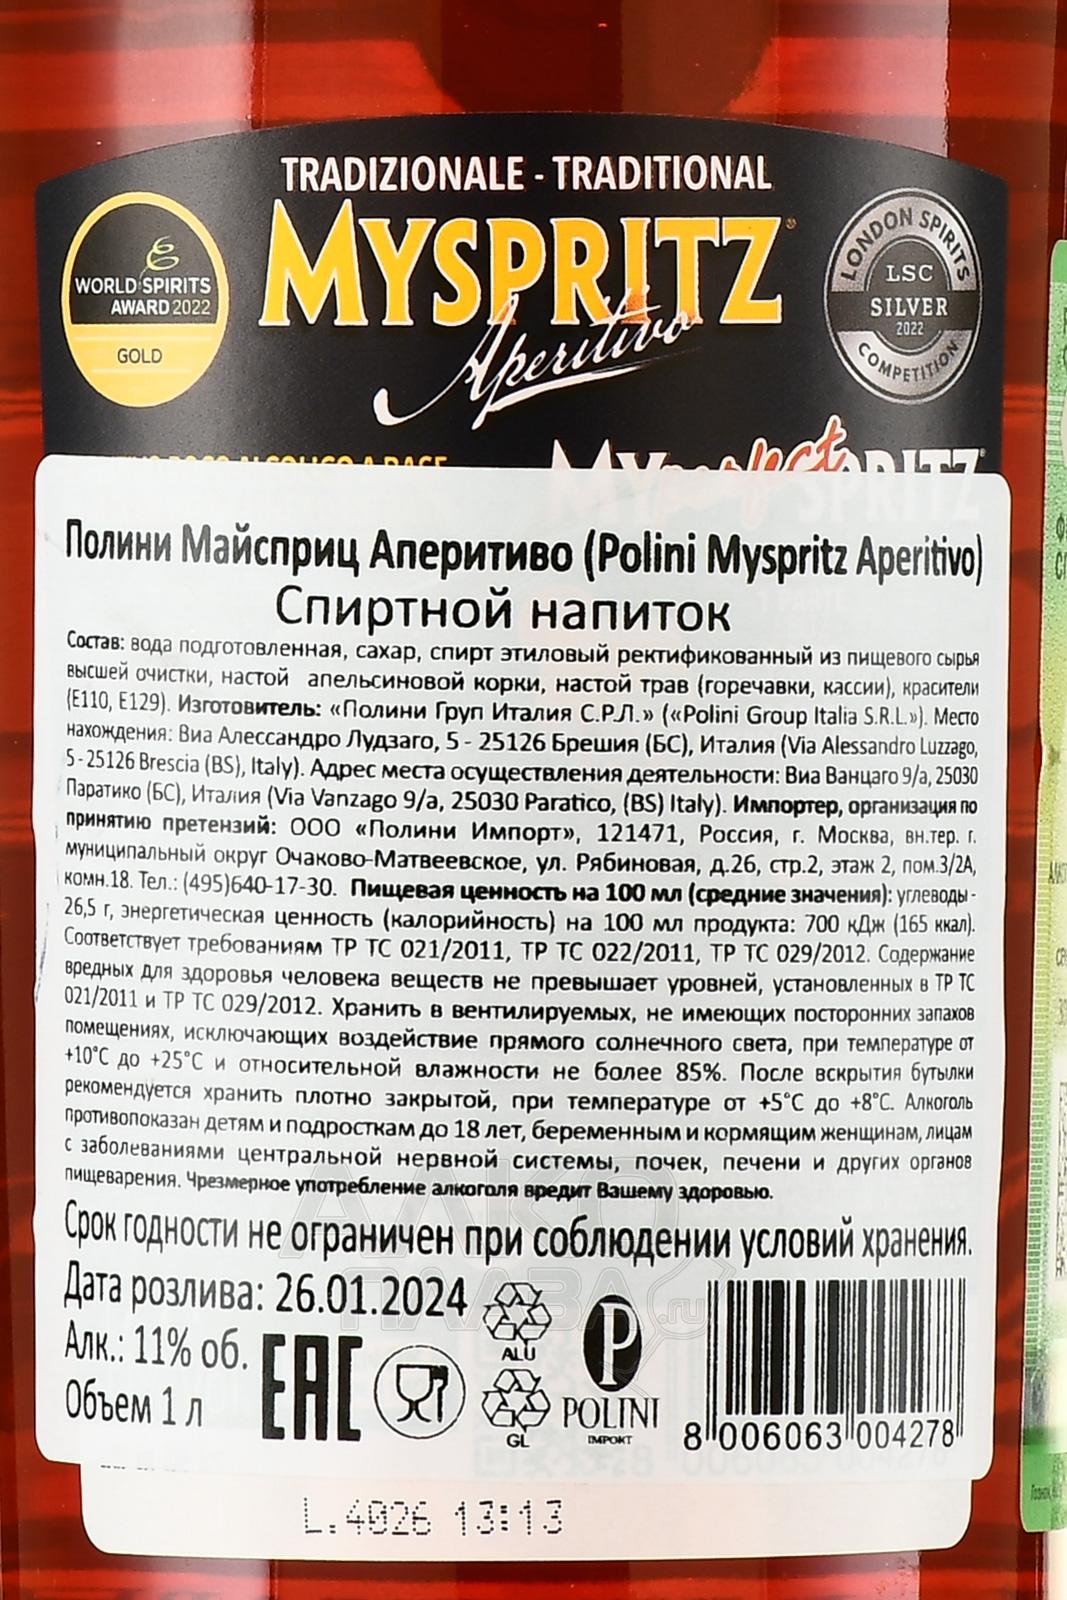 TRADIZIONALE - TRADITIONAL
MYSPRITZ®
Aperitivo
WORLD SPIRITS
AWARD 2022
GOLD
LONDON SPIRITS
LSC
SILVER
2022
COMPETITION
POCO ALCOLICO A BASE
MY perfect SPRITZ®
Полини Майсприц Аперитиво (Polini Myspritz Aperitivo)
Спиртной напиток
Состав: вода подготовленная, сахар, спирт этиловый ректификованный из пищевого сырья
высшей очистки, настой апельсиновой корки, настой трав (горечавки, кассии), красители
(Е110, Е129). Изготовитель: «Полини Груп Италия С.Р.Л.» («Polini Group Italia S.R.L.»). Место
нахождения: Виа Алессандро Лудзаго, 5 - 25126 Брешия (БС), Италия (Via Alessandro Luzzago,
5 - 25126 Brescia (BS), Italy). Адрес места осуществления деятельности: Виа Ванцаго 9/а, 25030
Паратико (БС), Италия (Via Vanzago 9/a, 25030 Paratico, (BS) Italy). Импортер, организация по
принятию претензий: ООО «Полини Импорт», 121471, Россия, г. Москва, вн.тер. г.
муниципальный округ Очаково-Матвеевское, ул. Рябиновая, д.26, стр.2, этаж 2, пом.3/2А,
комн.18. Тел.: (495)640-17-30. Пищевая ценность на 100 мл (средние значения): углеводы -
26,5 г, энергетическая ценность (калорийность) на 100 мл продукта: 700 кДж (165 ккал).
Соответствует требованиям ТР ТС 021/2011, ТР ТС 022/2011, ТР ТС 029/2012. Содержание
вредных для здоровья человека веществ не превышает уровней, установленных в ТР ТС
021/2011 и ТР ТС 029/2012. Хранить в вентилируемых, не имеющих посторонних запахов
помещениях, исключающих воздействие прямого солнечного света, при температуре от
+10°С до +25°С и относительной влажности не более 85%. После вскрытия бутылки
рекомендуется хранить плотно закрытой, при температуре от +5°С до +8°С. Алкоголь
противопоказан детям и подросткам до 18 лет, беременным и кормящим женщинам, лицам
с заболеваниями центральной нервной системы, почек, печени и других органов
пищеварения. Чрезмерное употребление алкоголя вредит Вашему здоровью.
Срок годности не ограничен при соблюдении условий хранения.
Дата розлива: 26.01.2024
Алк.: 11% об.
Объем 1 л
EAC
ALU
GL
P
POLINI
IMPORT
8 006063 004278
АЛКО
ПЛАЗА.ru
L.4026 13:13